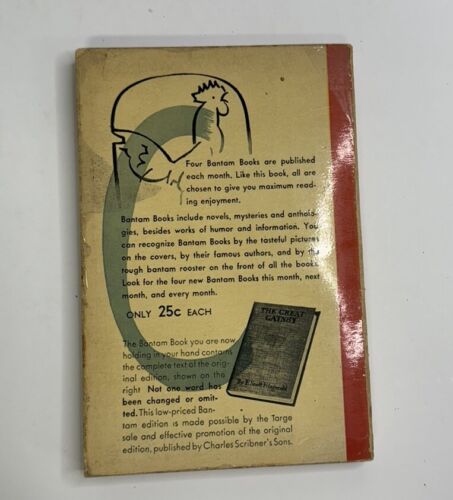 Four Bantam Books are published
each month. Like this book, all are
chosen to give you maximum read-
ing enjoyment.
Bantam Books include novels, mysteries and antholo-
gies, besides works of humor and information. You
can recognize Bantam Books by the tasteful pictures
on the covers, by their famous authors, and by the
tough bantam rooster on the front of all the books.
Look for the four new Bantam Books this month, next
month, and every month.
ONLY 25c EACH
THE GREAT
GATSBY
By F. Scott Fitzgerald
The Bantam Book you are now
holding in your hand contains
the complete text of the orig-
inal edition, shown on the
right. Not one word has
been changed or omit-
ted. This low-priced Ban-
tam edition is made possible by the large
sale and effective promotion of the original
edition, published by Charles Scribner's Sons.